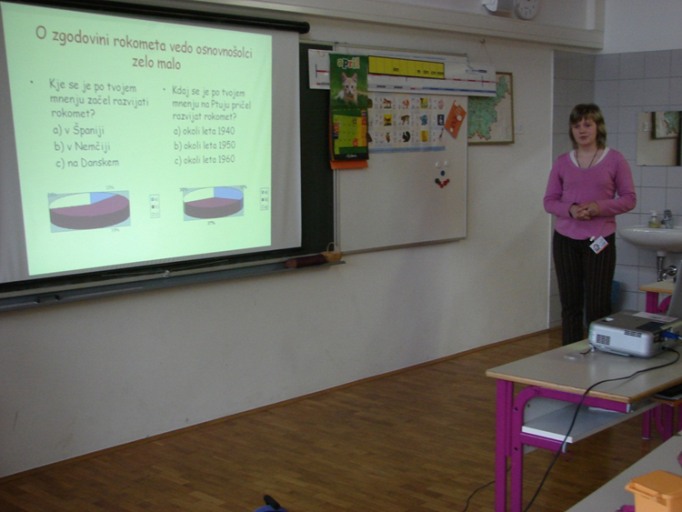 O zgodovini rokometa vedo osnovnošolci
zelo malo
• Kje se je po tvojem
mnenju začel razvijati
rokomet?
a) v Španiji
b) v Nemčiji
c) na Danskem
• Kdaj se je po tvojem
mnenju na Ptuju pričel
razvijat rokomet?
a) okoli leta 1940
b) okoli leta 1950
c) okoli leta 1960